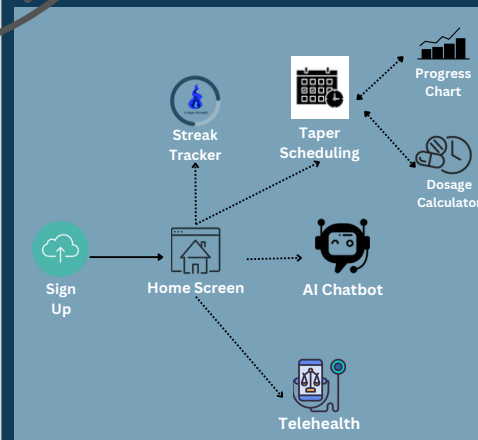 Progress
Chart
Streak
Tracker
Taper
Scheduling
Dosage
Calculator
Sign
Up
Home Screen
AI Chatbot
Telehealth